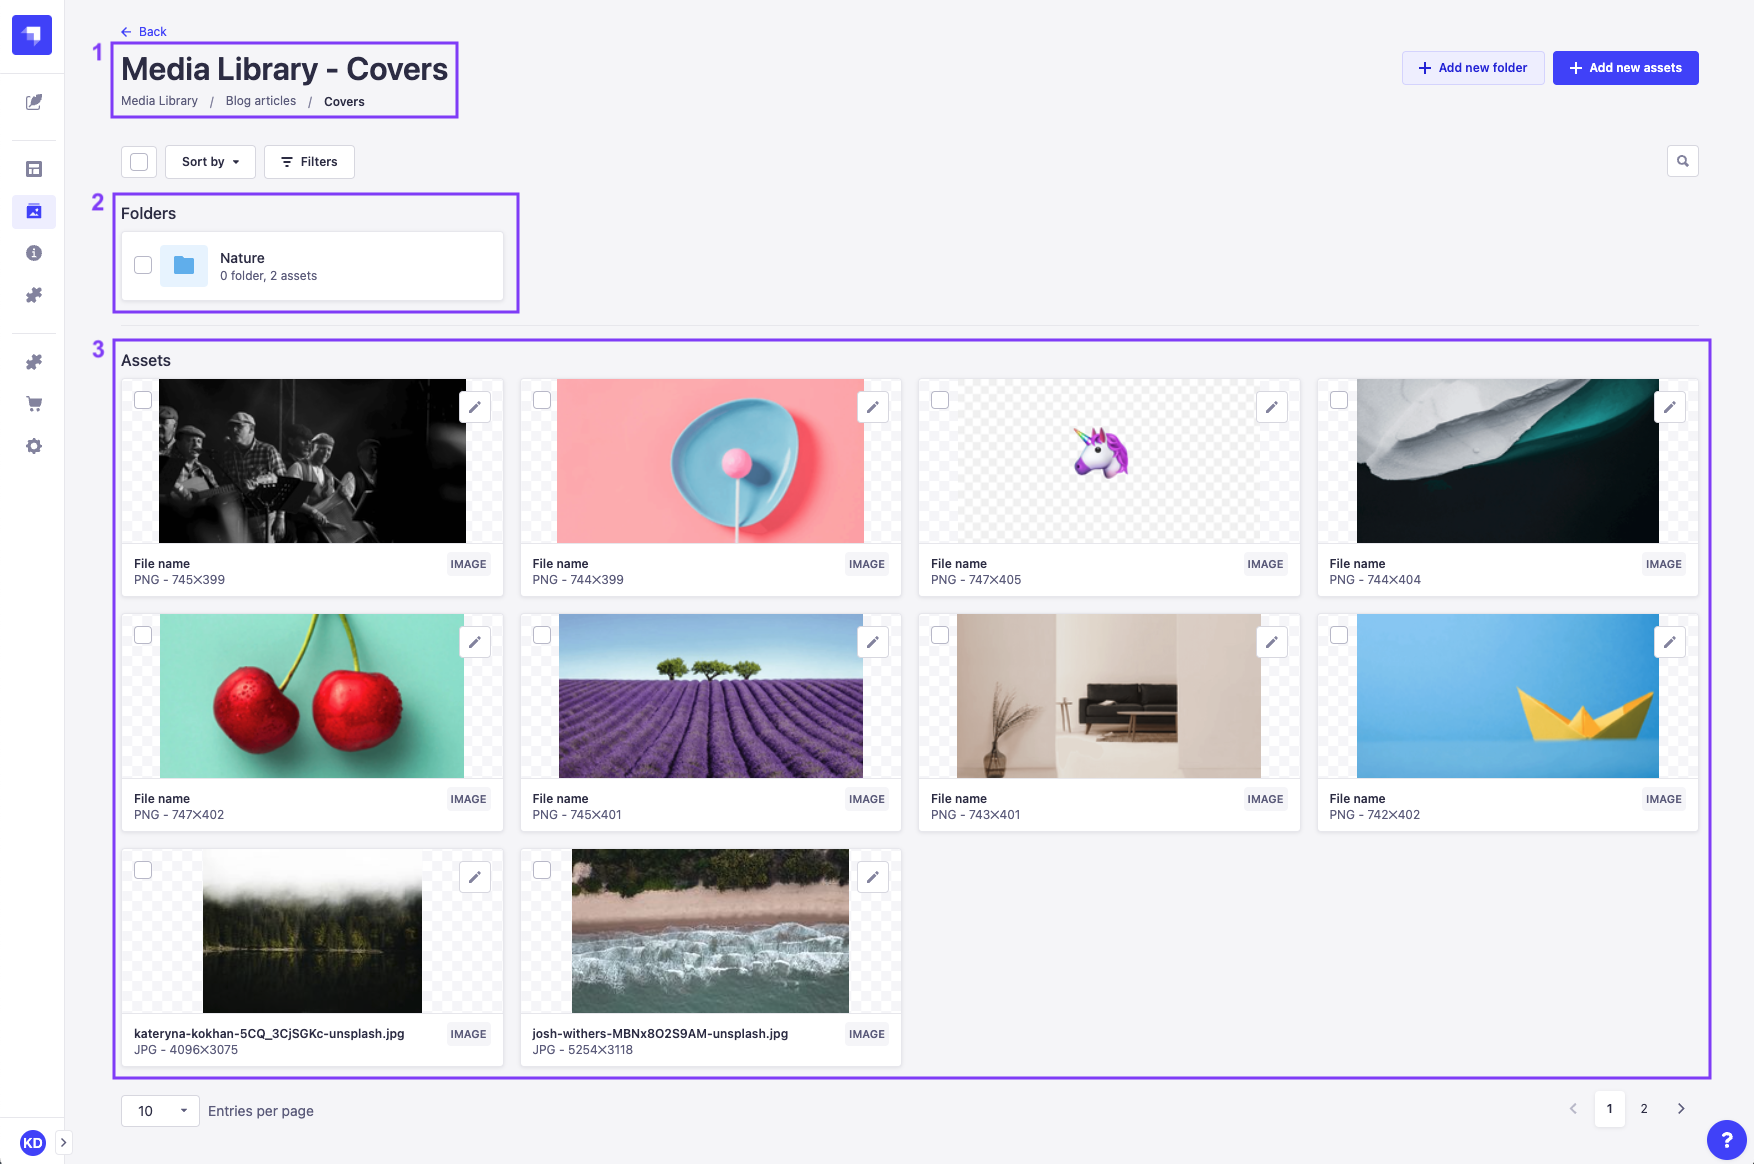 ← Back
1
Media Library - Covers
Media Library / Blog articles / Covers
+ Add new folder
+ Add new assets
Sort by
Filters
2
Folders
Nature
0 folder, 2 assets
3
Assets
File name
PNG - 745✕399
IMAGE
File name
PNG - 744✕399
IMAGE
File name
PNG - 747✕405
IMAGE
File name
PNG - 744✕404
IMAGE
File name
PNG - 747✕402
IMAGE
File name
PNG - 745✕401
IMAGE
File name
PNG - 743✕401
IMAGE
File name
PNG - 742✕402
IMAGE
kateryna-kokhan-5CQ_3CjSGKc-unsplash.jpg
JPG - 4096✕3075
IMAGE
josh-withers-MBNx8O2S9AM-unsplash.jpg
JPG - 5254✕3118
IMAGE
10 Entries per page
1 2
KD
?